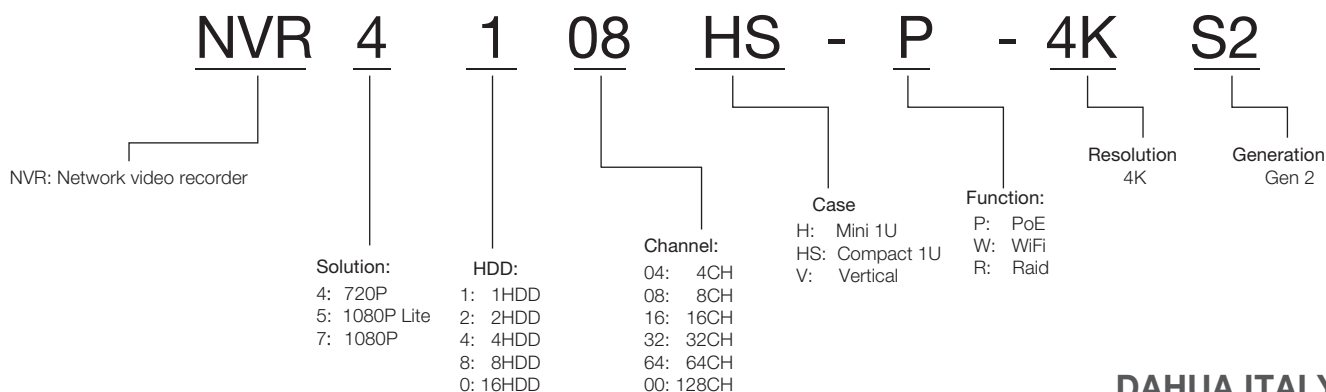 NVR 4 1 08 HS - P - 4K S2
NVR: Network video recorder
Solution:
4: 720P
5: 1080P Lite
7: 1080P
HDD:
1: 1HDD
2: 2HDD
4: 4HDD
8: 8HDD
0: 16HDD
Channel:
04: 4CH
08: 8CH
16: 16CH
32: 32CH
64: 64CH
00: 128CH
Case
H: Mini 1U
HS: Compact 1U
V: Vertical
Function:
P: PoE
W: WiFi
R: Raid
Resolution
4K
Generation
Gen 2
DAHUA ITALY